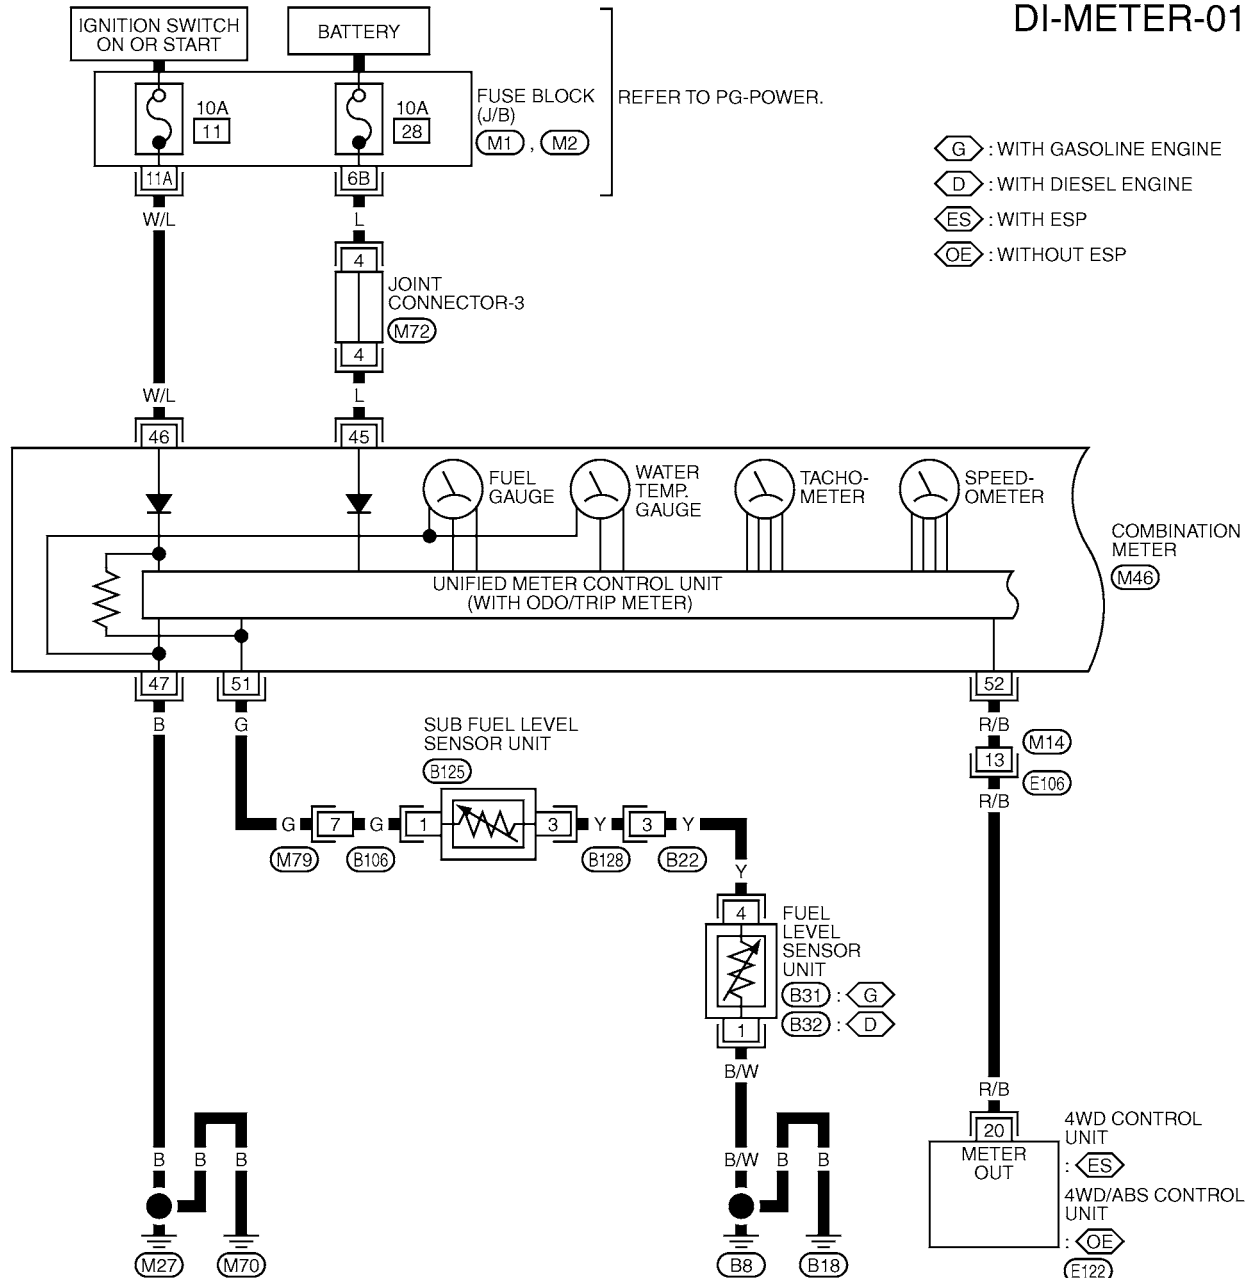 DI-METER-01
IGNITION SWITCH
ON OR START
BATTERY
10A
11
10A
28
FUSE BLOCK
(J/B)
M1 , M2
REFER TO PG-POWER.
G : WITH GASOLINE ENGINE
D : WITH DIESEL ENGINE
ES : WITH ESP
OE : WITHOUT ESP
11A
6B
W/L
L
4
JOINT
CONNECTOR-3
M72
4
W/L
L
46
45
FUEL
GAUGE
WATER
TEMP.
GAUGE
TACHO-
METER
SPEED-
OMETER
COMBINATION
METER
M46
UNIFIED METER CONTROL UNIT
(WITH ODO/TRIP METER)
47
51
52
B
G
R/B
M14
13
E106
R/B
SUB FUEL LEVEL
SENSOR UNIT
B125
G 7 G 1 3 Y 3 Y
M79 B106 B128 B22
Y
4
FUEL
LEVEL
SENSOR
UNIT
B31 : G
B32 : D
1
B/W
R/B
20
METER
OUT
4WD CONTROL
UNIT
: ES
4WD/ABS CONTROL
UNIT
: OE
E122
B B B
B/W B B
M27 M70
B8 B18